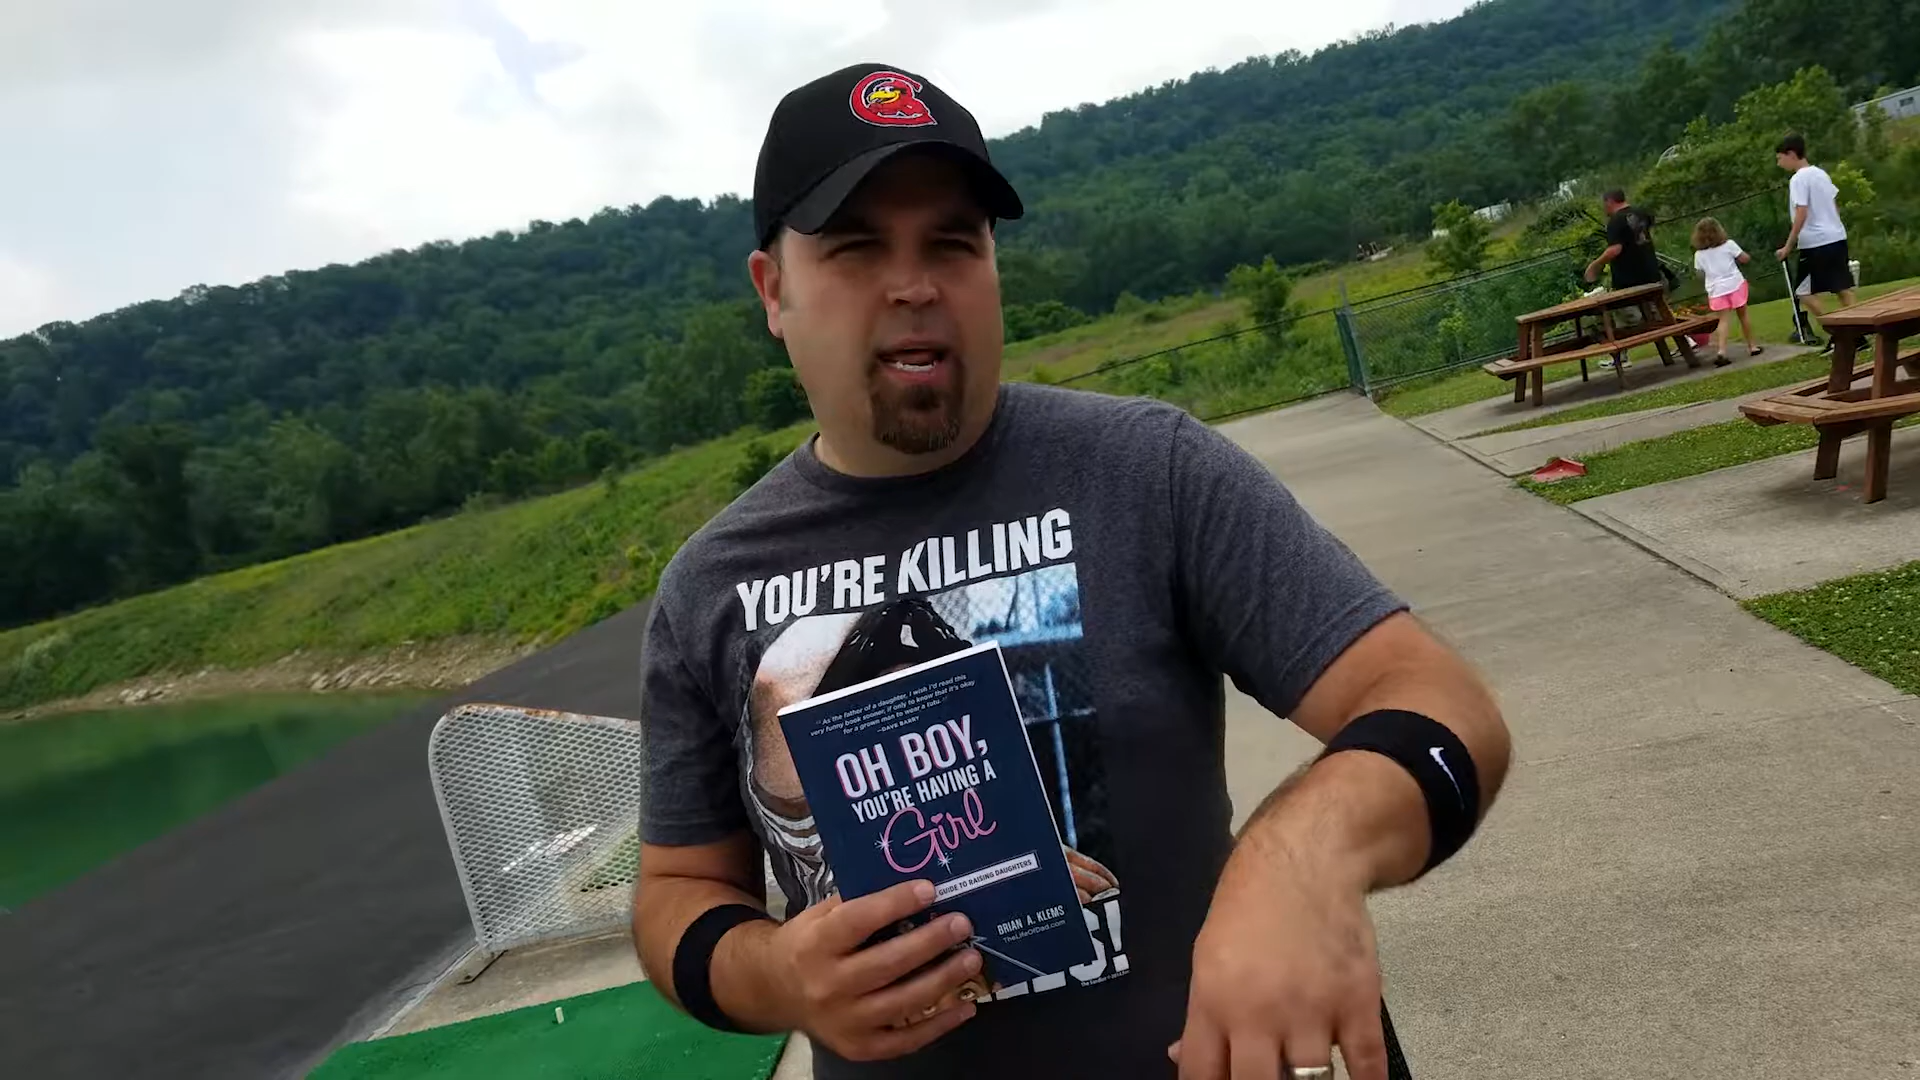 YOU'RE KILLING
“As the father of a daughter, I wish I'd read this
very funny book sooner, if only to know that it's okay
for a grown man to wear a tutu.”
—DAVE BARRY
OH BOY,
YOU'RE HAVING A
Girl
GUIDE TO RAISING DAUGHTERS
BRIAN A. KLEMS
TheLifeOfDad.com
S!